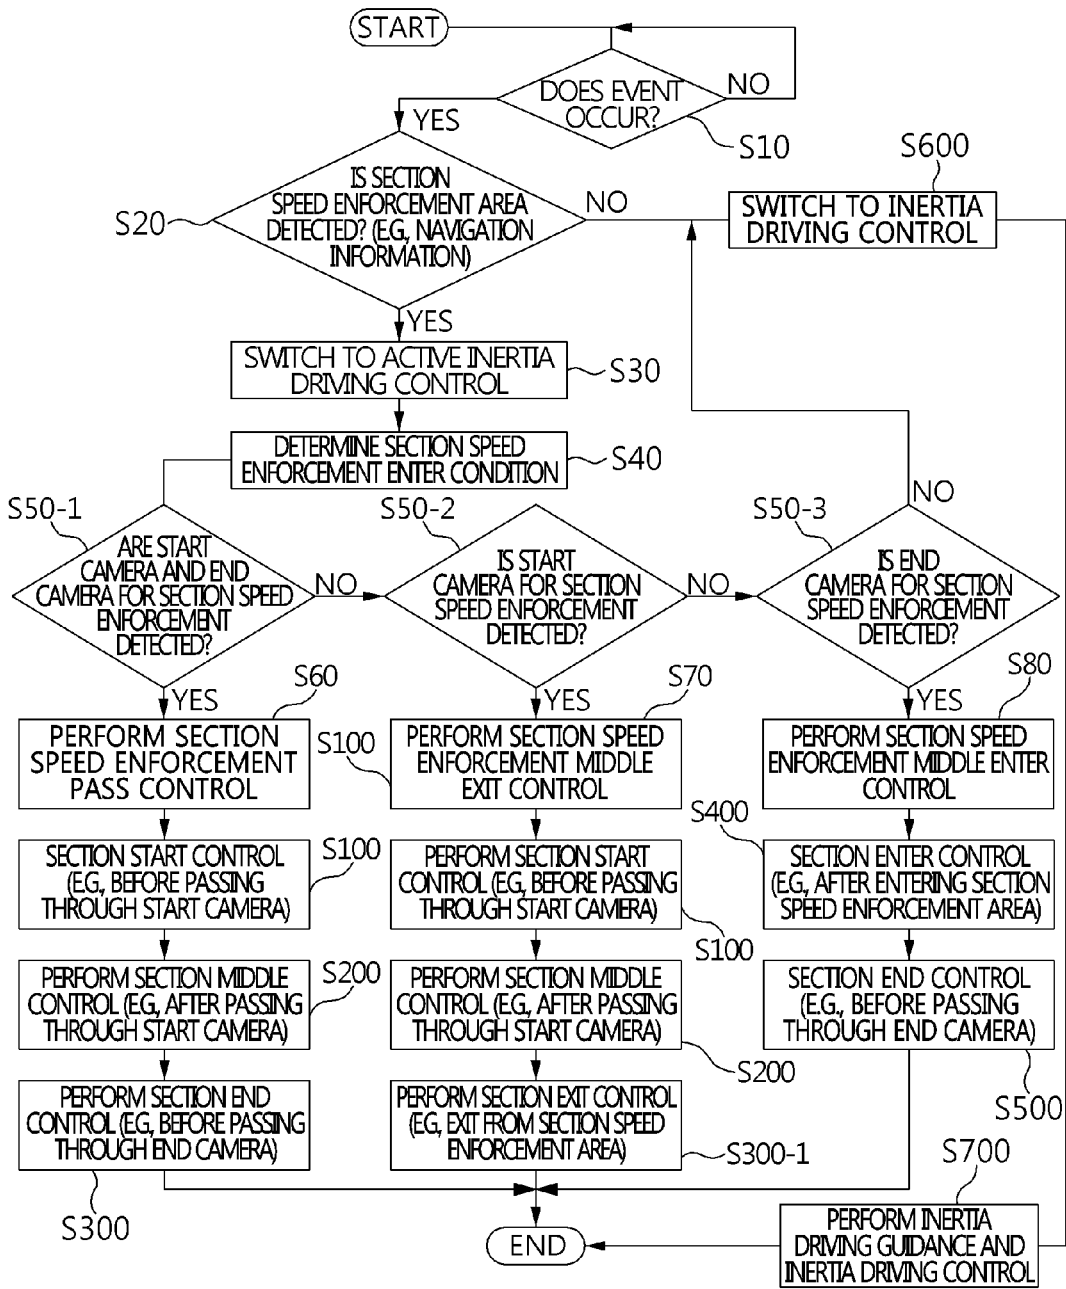 START
DOES EVENT
OCCUR?
NO
YES
S10
IS SECTION
SPEED ENFORCEMENT AREA
DETECTED? (E.G., NAVIGATION
INFORMATION)
S20
NO
YES
S600
SWITCH TO INERTIA
DRIVING CONTROL
SWITCH TO ACTIVE INERTIA
DRIVING CONTROL
S30
DETERMINE SECTION SPEED
ENFORCEMENT ENTER CONDITION
S40
S50-1
ARE START
CAMERA AND END
CAMERA FOR SECTION SPEED
ENFORCEMENT
DETECTED?
NO
YES
S50-2
IS START
CAMERA FOR SECTION
SPEED ENFORCEMENT
DETECTED?
NO
YES
S50-3
IS END
CAMERA FOR SECTION
SPEED ENFORCEMENT
DETECTED?
NO
YES
S60
PERFORM SECTION
SPEED ENFORCEMENT
PASS CONTROL
S70
S100
PERFORM SECTION SPEED
ENFORCEMENT MIDDLE
EXIT CONTROL
S80
PERFORM SECTION SPEED
ENFORCEMENT MIDDLE ENTER
CONTROL
SECTION START CONTROL
(E.G., BEFORE PASSING
THROUGH START CAMERA)
S100
PERFORM SECTION START
CONTROL (E.G., BEFORE PASSING
THROUGH START CAMERA)
S100
S400
SECTION ENTER CONTROL
(E.G., AFTER ENTERING SECTION
SPEED ENFORCEMENT AREA)
PERFORM SECTION MIDDLE
CONTROL (E.G., AFTER PASSING
THROUGH START CAMERA)
S200
PERFORM SECTION MIDDLE
CONTROL (E.G., AFTER PASSING
THROUGH START CAMERA)
S200
SECTION END CONTROL
(E.G., BEFORE PASSING
THROUGH END CAMERA)
S500
PERFORM SECTION END
CONTROL (E.G., BEFORE PASSING
THROUGH END CAMERA)
S300
PERFORM SECTION EXIT CONTROL
(E.G., EXIT FROM SECTION SPEED
ENFORCEMENT AREA)
S300-1
S700
PERFORM INERTIA
DRIVING GUIDANCE AND
INERTIA DRIVING CONTROL
END